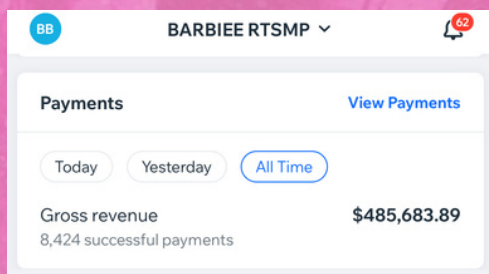 BB BARBIEE RTSMP 62
Payments View Payments
Today Yesterday All Time
Gross revenue $485,683.89
8,424 successful payments